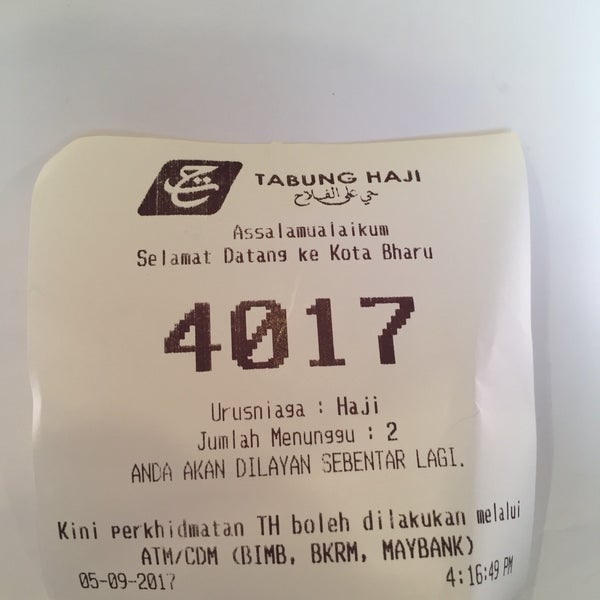 TABUNG HAJI
حي على الفلاح
Assalamualaikum
Selamat Datang ke Kota Bharu
4017
Urusniaga : Haji
Jumlah Menunggu : 2
ANDA AKAN DILAYAN SEBENTAR LAGI.
Kini perkhidmatan TH boleh dilakukan melalui
ATM/CDM (BIMB, BKRM, MAYBANK)
05-09-2017 4:16:49 PM